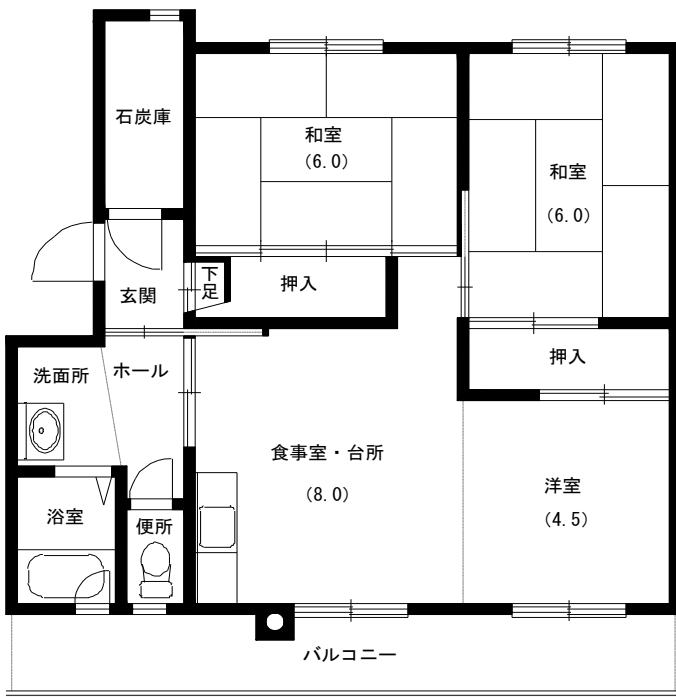 石炭庫
和室
(6.0)
和室
(6.0)
下足
押入
玄関
押入
洗面所
ホール
食事室・台所
(8.0)
洋室
(4.5)
浴室
便所
バルコニー